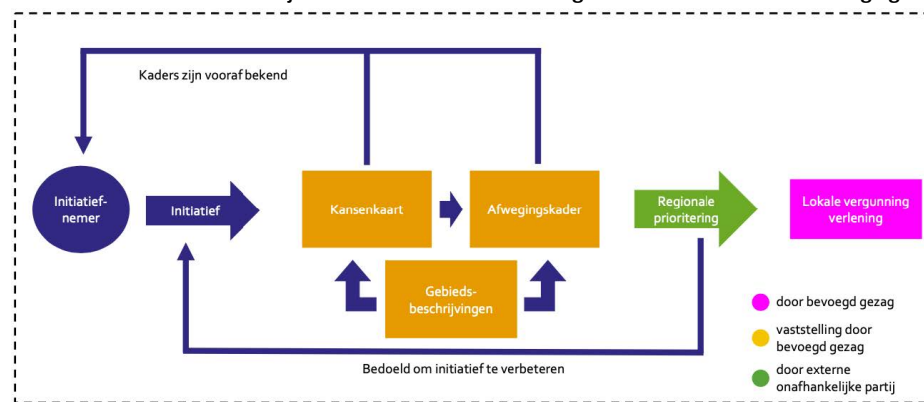 Kaders zijn vooraf bekend
Initiatief-
nemer
Initiatief
Kansenkaart
Afwegingskader
Regionale
prioritering
Lokale vergunning
verlening
Gebieds-
beschrijvingen
door bevoegd gezag
vaststelling door
bevoegd gezag
door externe
onafhankelijke partij
Bedoeld om initiatief te verbeteren